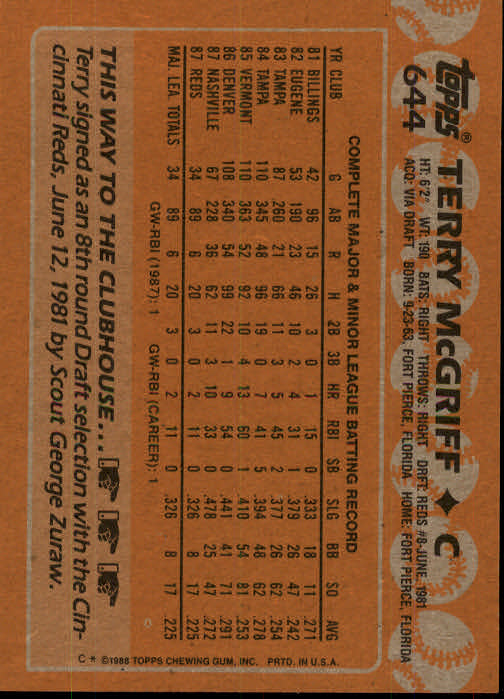 topps®
644
TERRY McGRIFF ✦ C
HT: 6'2" WT: 190 BATS: RIGHT THROWS: RIGHT DRFT: REDS #8-JUNE, 1981
ACQ: VIA DRAFT BORN: 9-23-63, FORT PIERCE, FLORIDA HOME: FORT PIERCE, FLORIDA
COMPLETE MAJOR & MINOR LEAGUE BATTING RECORD
YR CLUB G AB R H 2B 3B HR RBI SB SLG BB SO AVG
81 BILLINGS 42 96 15 26 3 0 1 15 0 .333 18 11 .271
82 EUGENE 53 190 23 46 10 2 4 31 1 .379 26 47 .242
83 TAMPA 87 260 21 66 11 3 5 45 2 .377 26 62 .254
84 TAMPA 110 345 48 96 19 0 7 41 5 .394 48 62 .278
85 VERMONT 110 363 52 92 10 4 13 60 1 .410 54 81 .253
86 DENVER 108 340 54 99 22 1 9 54 0 .441 41 71 .291
87 NASHVILLE 67 228 36 62 11 3 10 33 0 .478 25 47 .272
87 REDS 34 89 6 20 3 0 2 11 0 .326 8 17 .225
MAJ. LEA. TOTALS 34 89 6 20 3 0 2 11 0 .326 8 17 .225
GW-RBI (1987): 1 GW-RBI (CAREER): 1
THIS WAY TO THE CLUBHOUSE...
Terry signed as an 8th round Draft selection with the Cin-
cinnati Reds, June 12, 1981 by Scout George Zuraw.
C* ©1988 TOPPS CHEWING GUM, INC. PRTD. IN U.S.A.